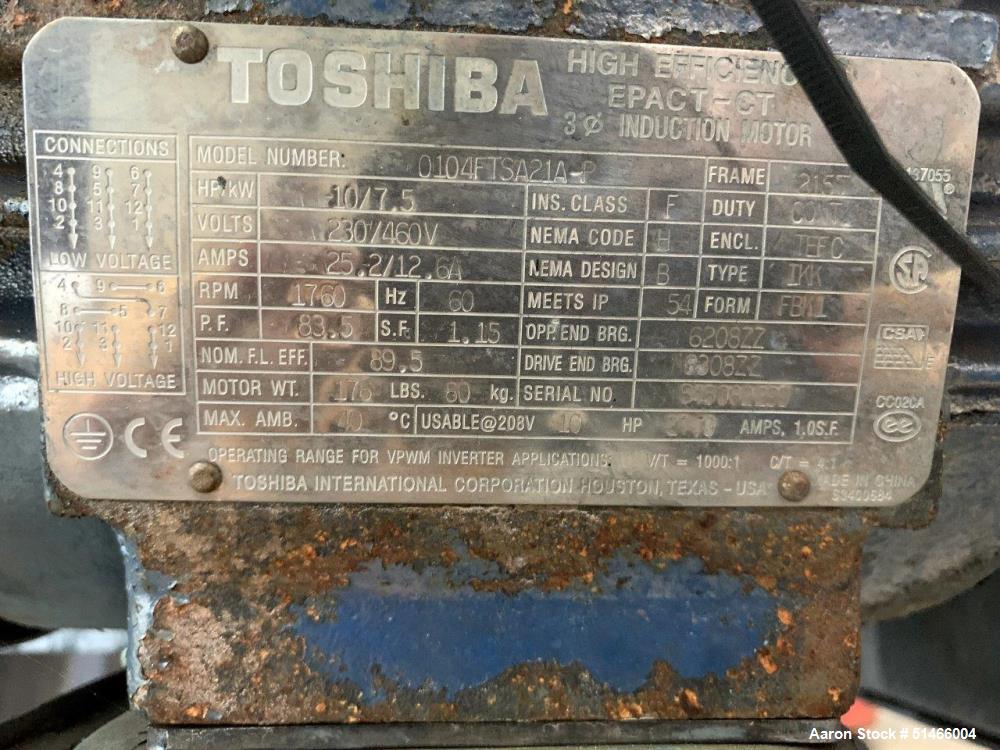 TOSHIBA
HIGH EFFICIENC
EPACT-CT
3Ø INDUCTION MOTOR
CONNECTIONS
4 9 6
8 5 7
10 11 12
2 3 1
LOW VOLTAGE
4 9 6
8 5 7
10 11 12
2 3 1
HIGH VOLTAGE
MODEL NUMBER: 0104FTSA21A-P FRAME 215T
HP/kW 10/7.5 INS. CLASS F DUTY CONT
VOLTS 230/460V NEMA CODE H ENCL. TEFC
AMPS 25.2/12.6A NEMA DESIGN B TYPE IKK
RPM 1760 Hz 60 MEETS IP 54 FORM
P.F. 83.5 S.F. 1.15 OPP. END BRG. 6208ZZ
NOM. F.L. EFF. 89.5 DRIVE END BRG. 6308ZZ
MOTOR WT. 176 LBS. 80 kg. SERIAL NO.
MAX. AMB. 40 °C USABLE@208V 10 HP AMPS, 1.0S.F.
OPERATING RANGE FOR VPWM INVERTER APPLICATIONS: V/T = 1000:1 C/T = 4:1
TOSHIBA INTERNATIONAL CORPORATION HOUSTON, TEXAS - USA
CE
37055
SA
CSA
E
CC02CA
ee
MADE IN CHINA
S3400584
Aaron Stock # 51466004